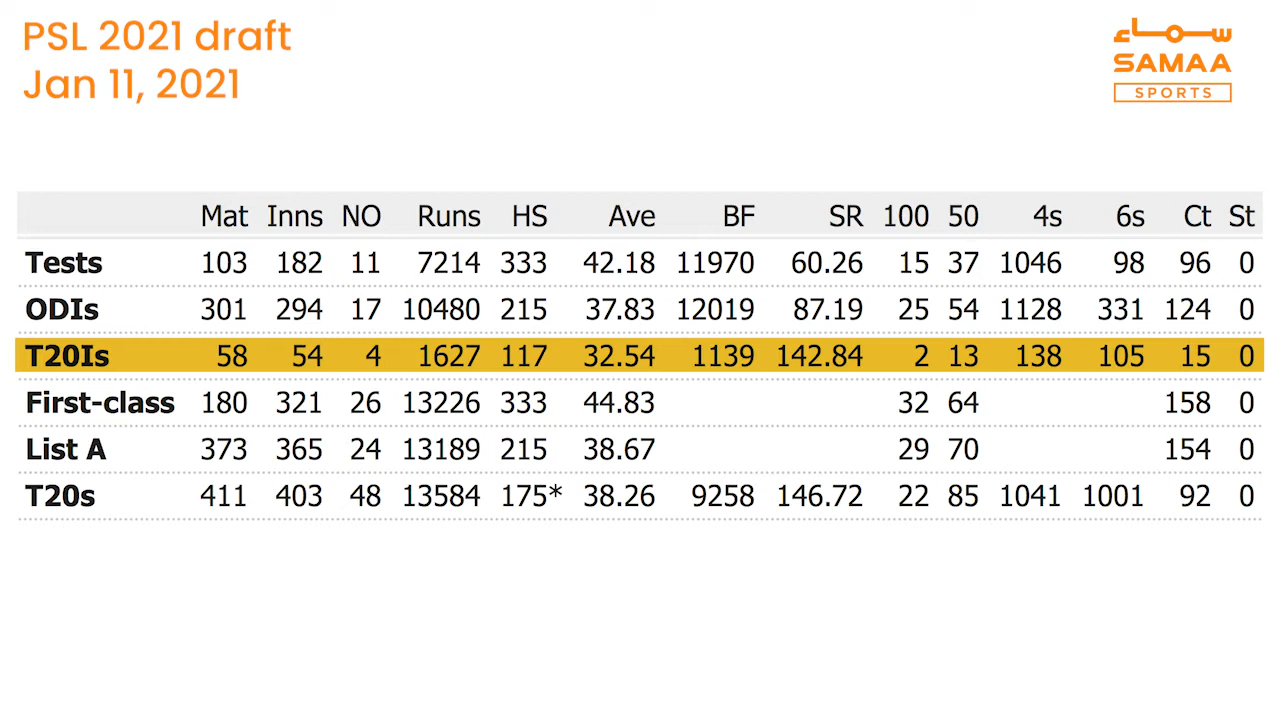 PSL 2021 draft
Jan 11, 2021
سماء
SAMAA
SPORTS
Mat Inns NO Runs HS Ave BF SR 100 50 4s 6s Ct St
Tests 103 182 11 7214 333 42.18 11970 60.26 15 37 1046 98 96 0
ODIs 301 294 17 10480 215 37.83 12019 87.19 25 54 1128 331 124 0
T20Is 58 54 4 1627 117 32.54 1139 142.84 2 13 138 105 15 0
First-class 180 321 26 13226 333 44.83 32 64 158 0
List A 373 365 24 13189 215 38.67 29 70 154 0
T20s 411 403 48 13584 175* 38.26 9258 146.72 22 85 1041 1001 92 0